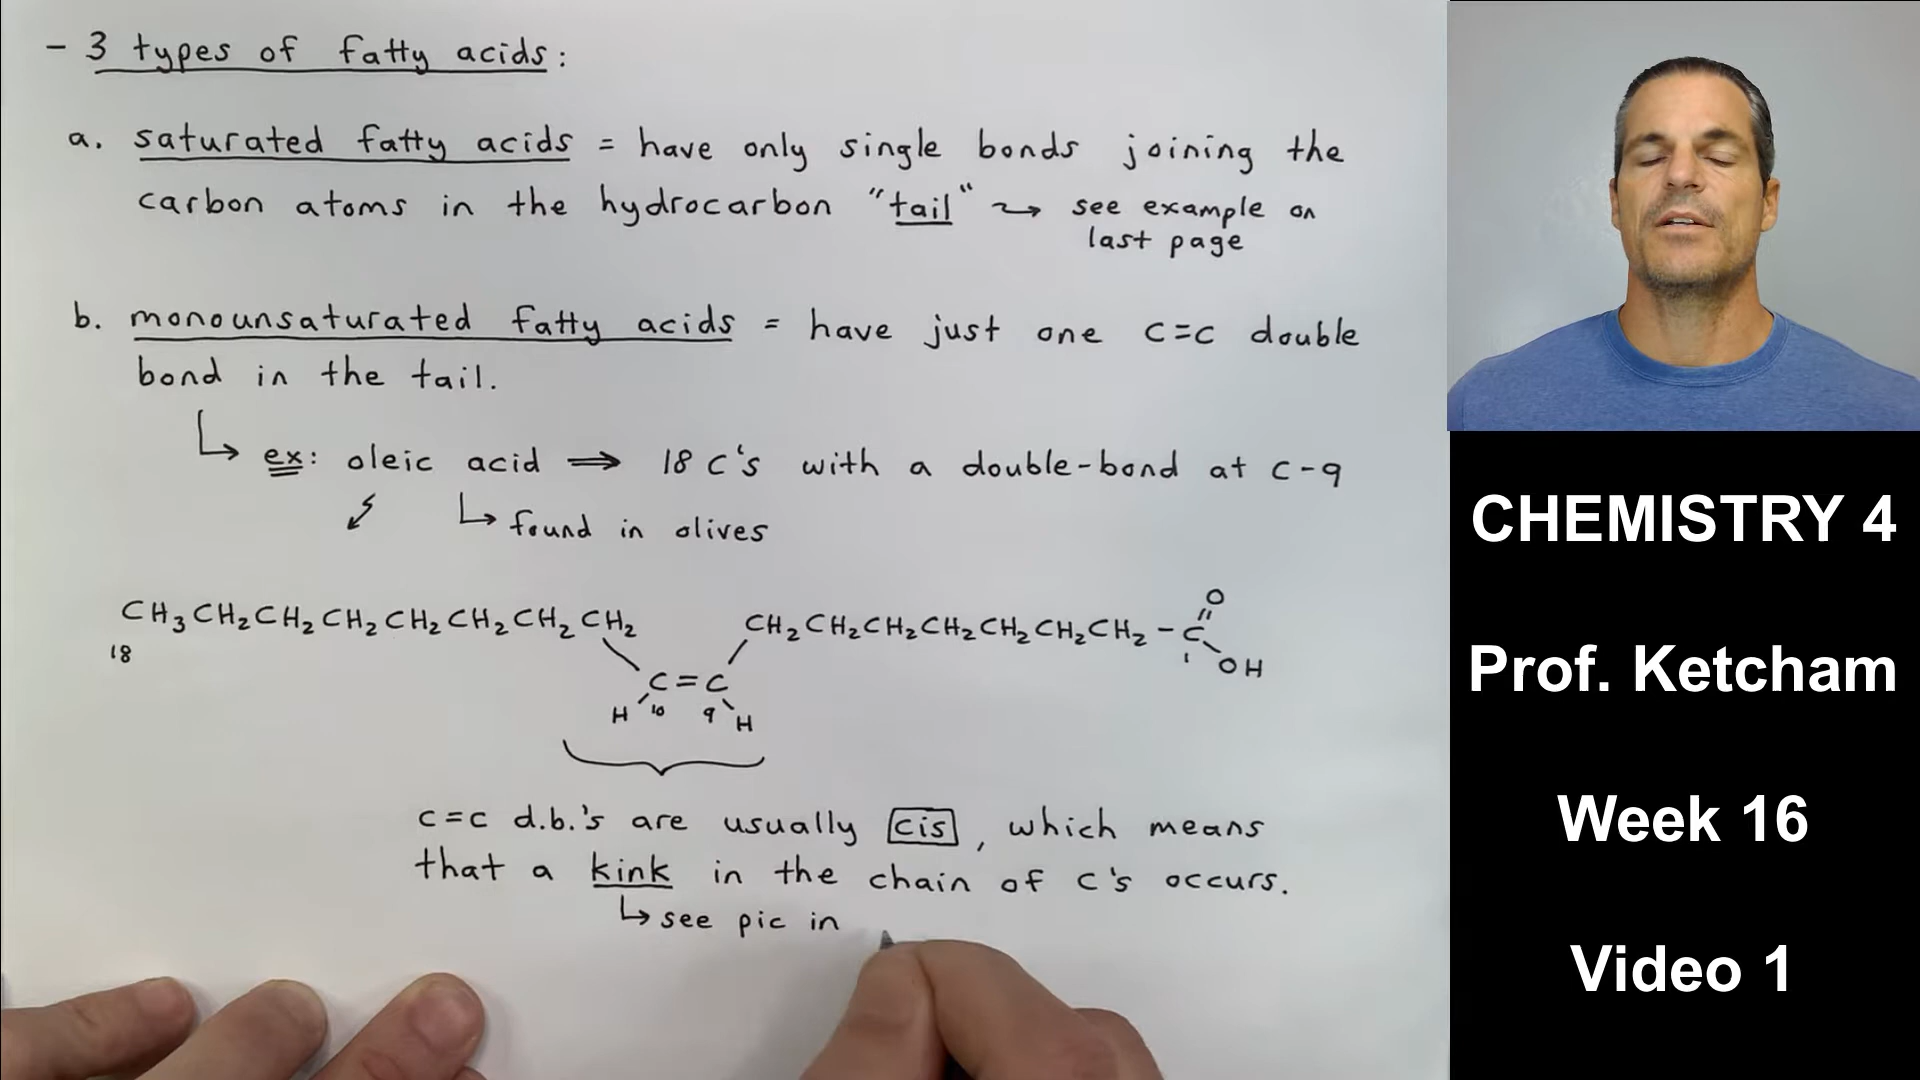 - 3 types of fatty acids:
a. saturated fatty acids = have only single bonds joining the
carbon atoms in the hydrocarbon "tail" → see example on
last page
b. monounsaturated fatty acids = have just one C=C double
bond in the tail.
↳ ex: oleic acid ⇒ 18 C's with a double-bond at C-9
↳ found in olives
CH₃CH₂CH₂CH₂CH₂CH₂CH₂CH₂ CH₂CH₂CH₂CH₂CH₂CH₂CH₂-C
O
OH
18
1
C=C
H 10 9 H
C=C d.b.'s are usually cis, which means
that a kink in the chain of C's occurs.
↳ see pic in
CHEMISTRY 4
Prof. Ketcham
Week 16
Video 1